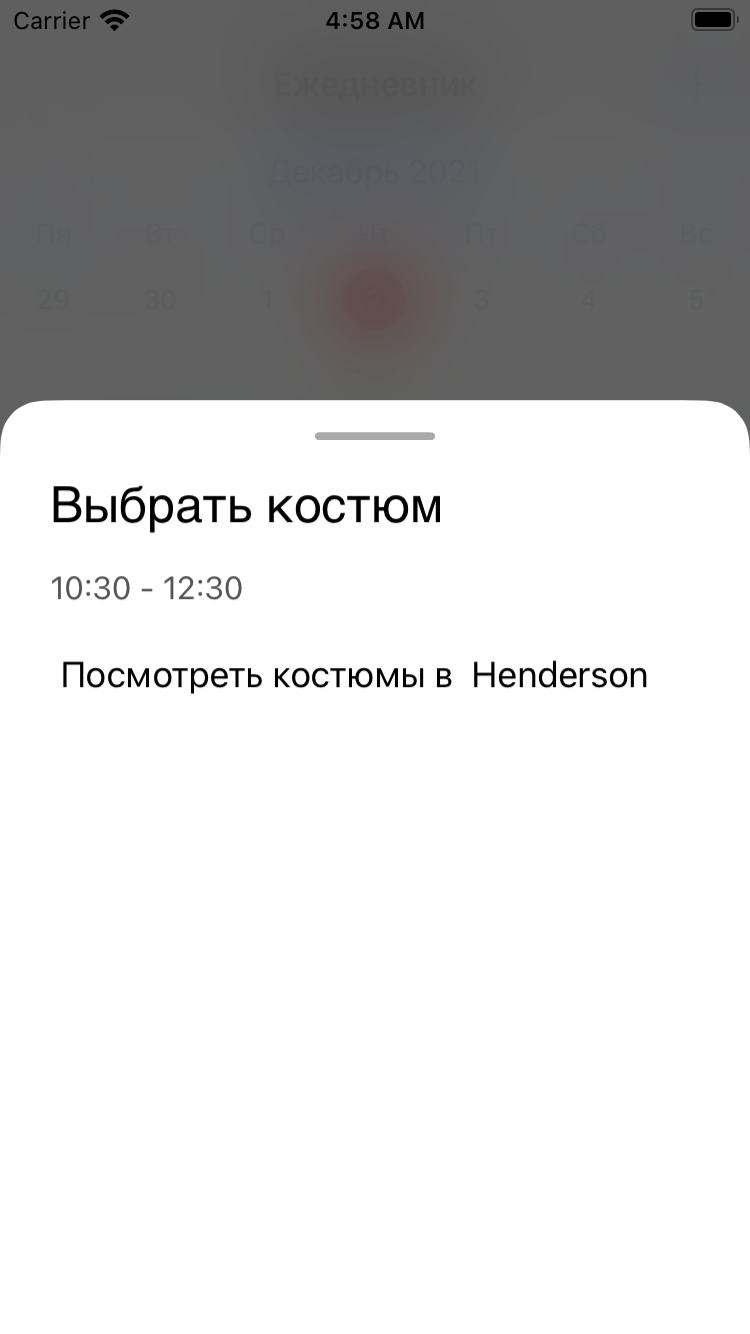 Carrier
4:58 AM
Ежедневник
Декабрь 2021
Пн Вт Ср Чт Пт Сб Вс
29 30 1 3 4 5
Выбрать костюм
10:30 - 12:30
Посмотреть костюмы в Henderson